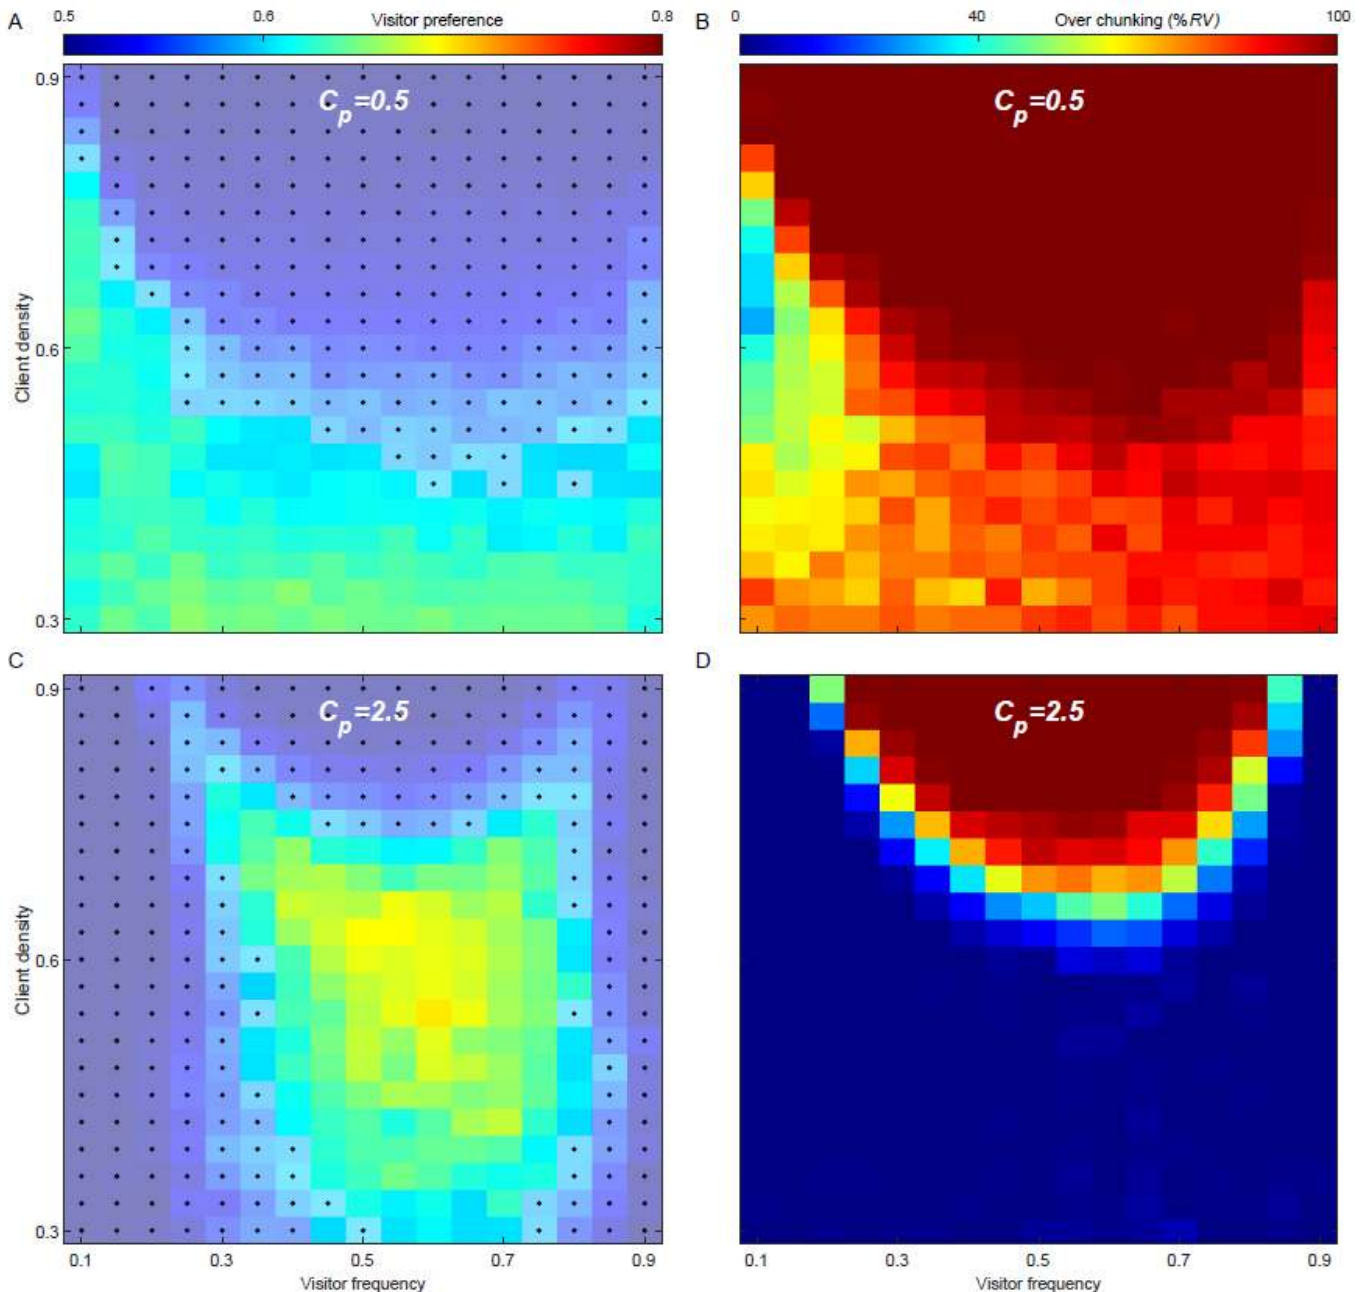 A 0.5 0.6 Visitor preference 0.8
B 0 40 Over chunking (%RV) 100
0.9
Cp=0.5
Cp=0.5
Client density
0.6
0.3
C
D
0.9
Cp=2.5
Cp=2.5
Client density
0.6
0.3
0.1 0.3 0.5 0.7 0.9
0.1 0.3 0.5 0.7 0.9
Visitor frequency
Visitor frequency